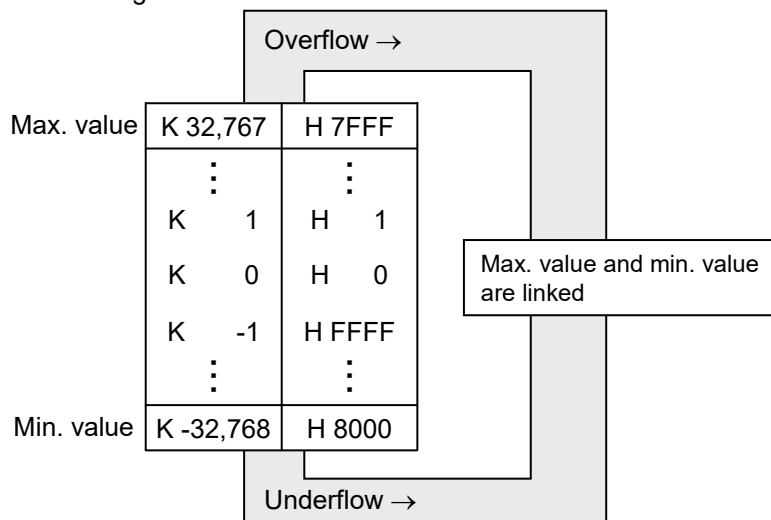 Overflow →
Max. value K 32,767 H 7FFF
⋮ ⋮
K 1 H 1
K 0 H 0
K -1 H FFFF
⋮ ⋮
Min. value K -32,768 H 8000
Max. value and min. value
are linked
Underflow →